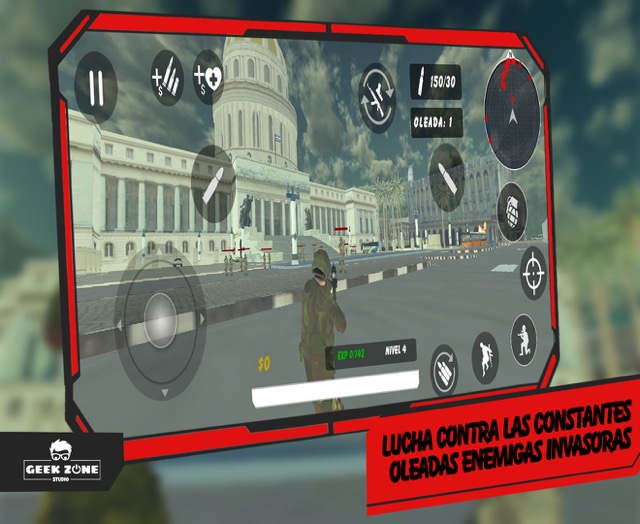 +S
+S
150/30
OLEADA: 1
$0
EXP 0/142
NIVEL 4
LUCHA CONTRA LAS CONSTANTES
OLEADAS ENEMIGAS INVASORAS
GEEK ZONE
STUDIO